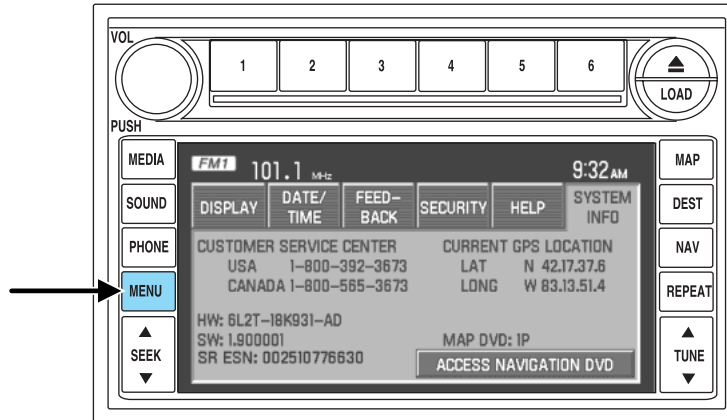 VOL
1 2 3 4 5 6
LOAD
PUSH
MEDIA
SOUND
PHONE
MENU
SEEK
FM1 101.1 MHz 9:32 AM
DISPLAY DATE/TIME FEED-BACK SECURITY HELP SYSTEM INFO
CUSTOMER SERVICE CENTER
USA 1-800-392-3673
CANADA 1-800-565-3673
CURRENT GPS LOCATION
LAT N 42.17.37.6
LONG W 83.13.51.4
HW: 6L2T-18K931-AD
SW: 1.900001
SR ESN: 002510776630
MAP DVD: 1P
ACCESS NAVIGATION DVD
MAP
DEST
NAV
REPEAT
TUNE